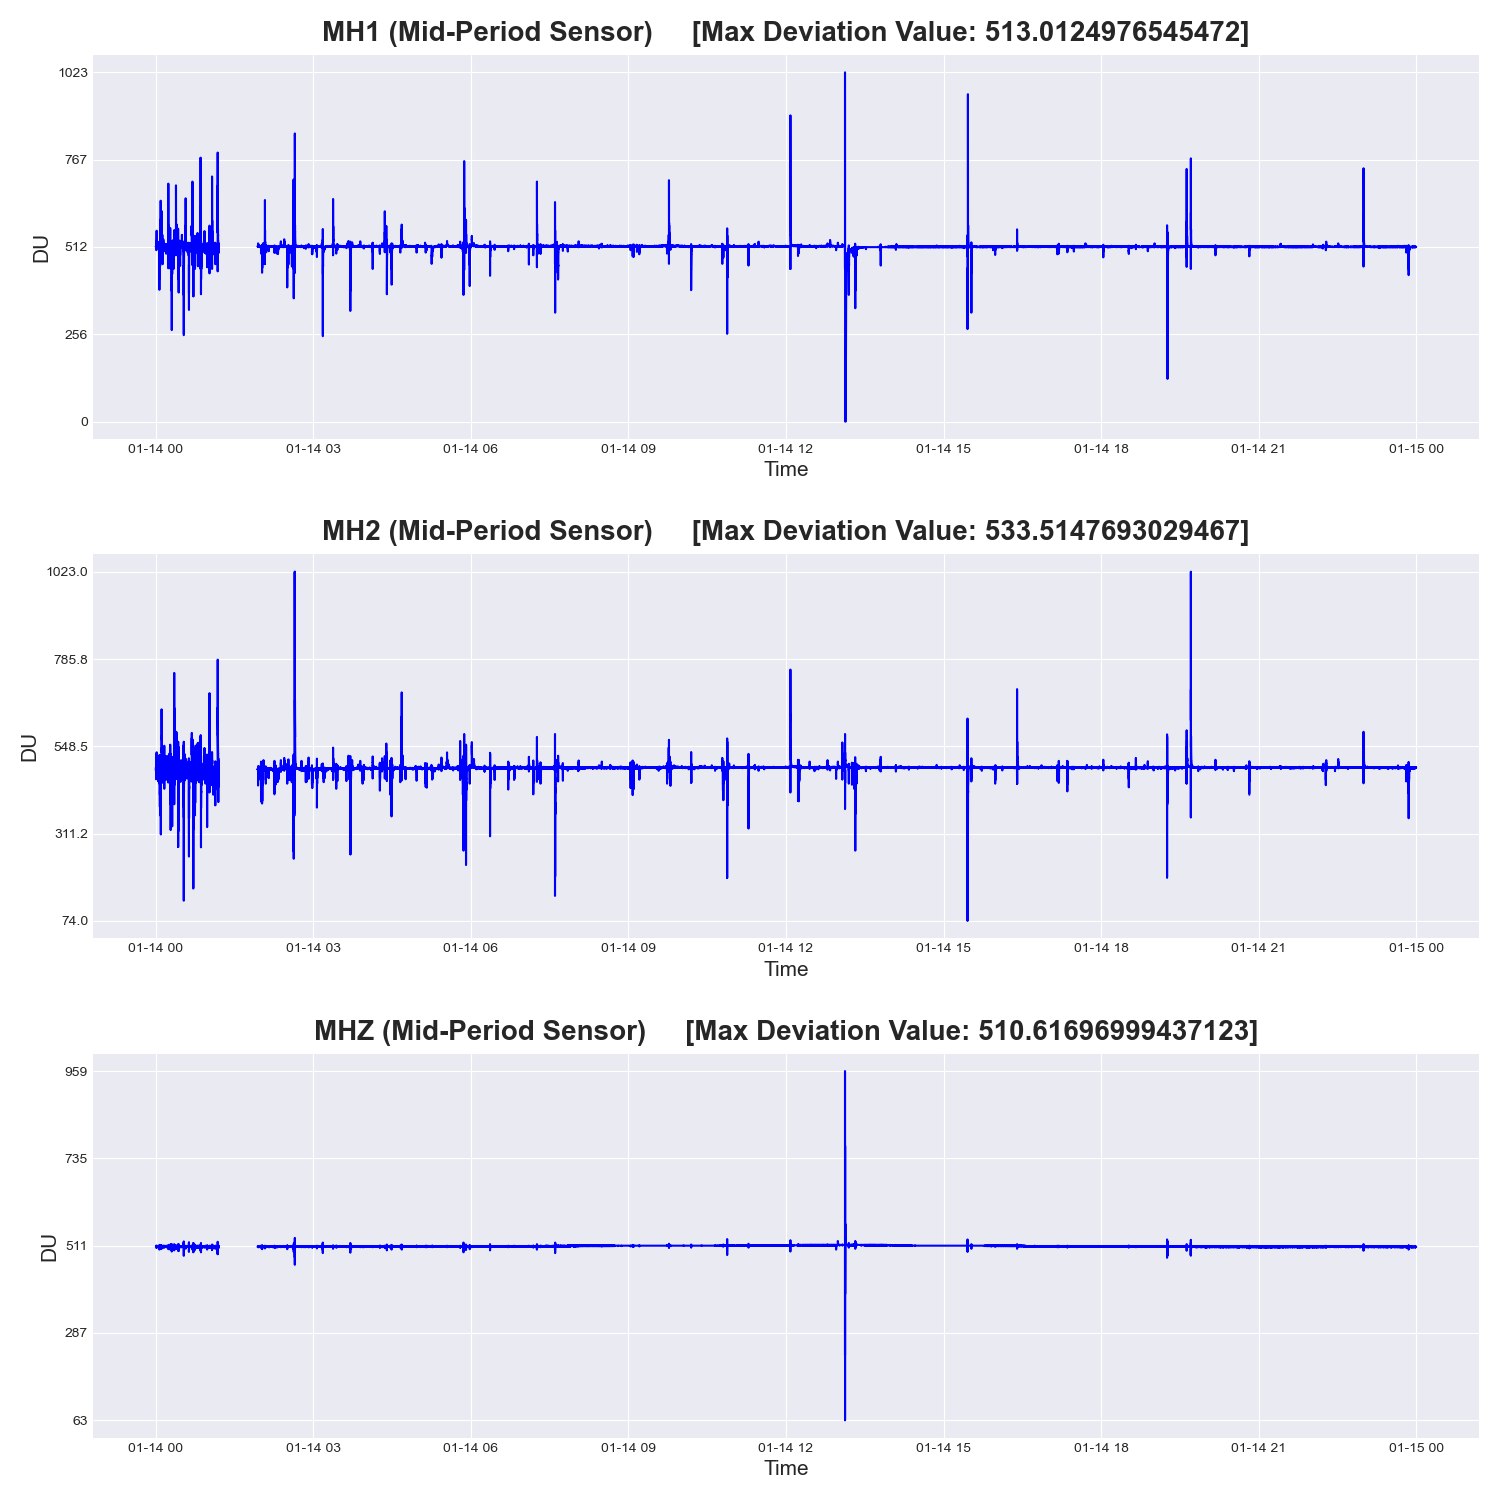 MH1 (Mid-Period Sensor) [Max Deviation Value: 513.0124976545472]
1023
767
512
256
0
DU
01-14 00 01-14 03 01-14 06 01-14 09 01-14 12 01-14 15 01-14 18 01-14 21 01-15 00
Time
MH2 (Mid-Period Sensor) [Max Deviation Value: 533.5147693029467]
1023.0
785.8
548.5
311.2
74.0
DU
01-14 00 01-14 03 01-14 06 01-14 09 01-14 12 01-14 15 01-14 18 01-14 21 01-15 00
Time
MHZ (Mid-Period Sensor) [Max Deviation Value: 510.61696999437123]
959
735
511
287
63
DU
01-14 00 01-14 03 01-14 06 01-14 09 01-14 12 01-14 15 01-14 18 01-14 21 01-15 00
Time